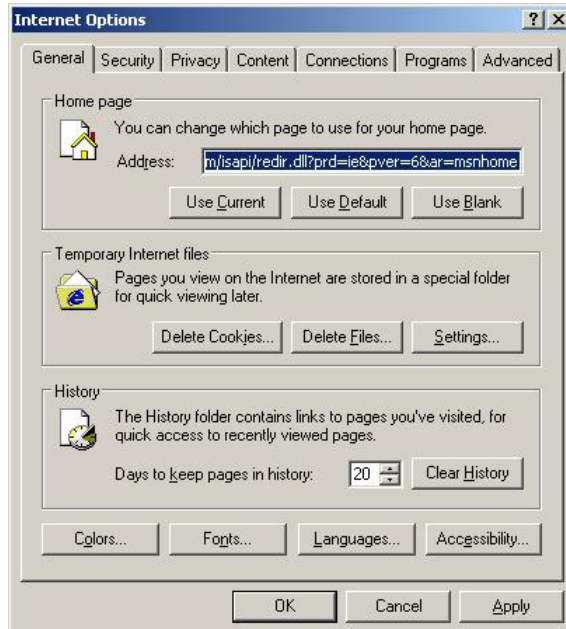 Internet Options
General Security Privacy Content Connections Programs Advanced
Home page
You can change which page to use for your home page.
Address: m/isapi/redir.dll?prd=ie&pver=6&ar=msnhome
Use Current Use Default Use Blank
Temporary Internet files
Pages you view on the Internet are stored in a special folder
for quick viewing later.
Delete Cookies... Delete Files... Settings...
History
The History folder contains links to pages you've visited, for
quick access to recently viewed pages.
Days to keep pages in history: 20 Clear History
Colors... Fonts... Languages... Accessibility...
OK Cancel Apply